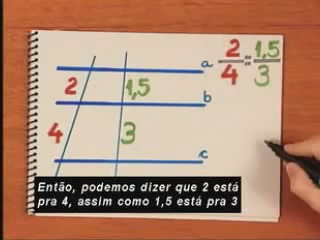 a
2
1,5
b
4
3
c
2/4 = 1,5/3
Então, podemos dizer que 2 está
pra 4, assim como 1,5 está pra 3